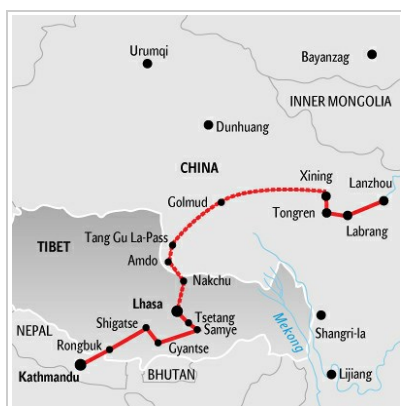 Urumqi
Bayanzag
INNER MONGOLIA
Dunhuang
CHINA
Xining
Lanzhou
Golmud
Tongren
Labrang
Tang Gu La-Pass
TIBET
Amdo
Nakchu
Lhasa
Tsetang
Samye
Shigatse
NEPAL
Rongbuk
Gyantse
Mekong
Shangri-la
Kathmandu
BHUTAN
Lijiang